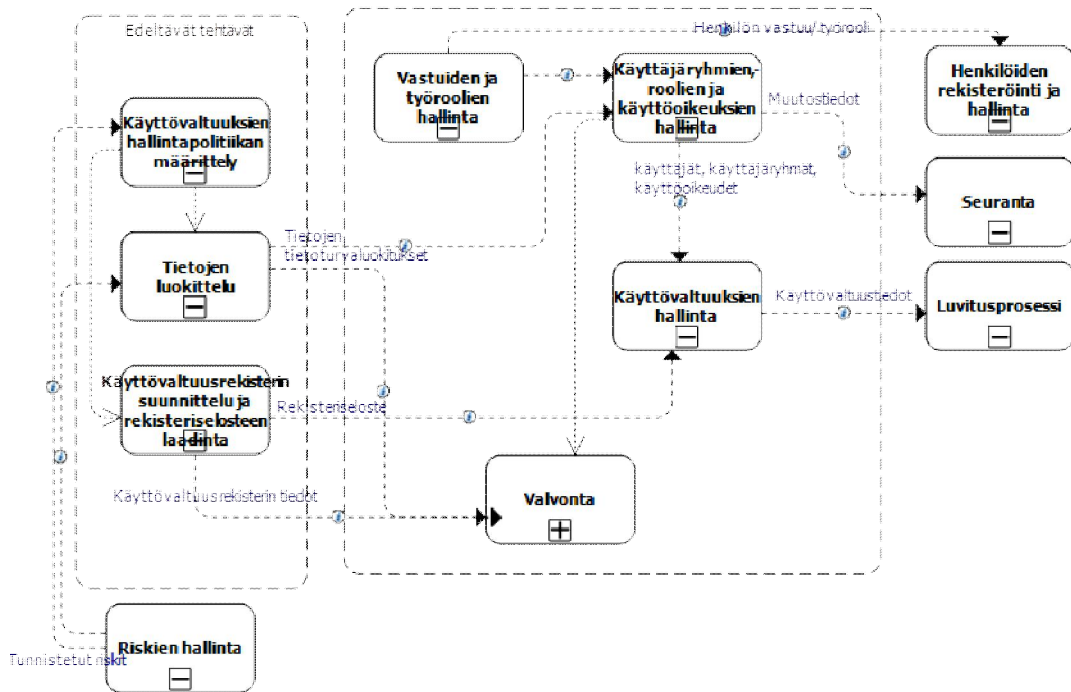 Edeltävät tehtävät
Henkilön vastuu/työrooli
Vastuiden ja
työroolien
hallinta
Käyttäjäryhmien,-
roolien ja
käyttöoikeuksien
hallinta
Henkilöiden
rekisteröinti ja
hallinta
Muutostiedot
Käyttövaltuuksien
hallintapolitiikan
määrittely
käyttäjät, käyttäjäryhmät,
käyttöoikeudet
Seuranta
Tietojen
luokittelu
Tietojen
tietoturvaluokitukset
Käyttövaltuuksien
hallinta
Käyttövaltuustiedot
Luvitusprosessi
Käyttövaltuusrekisterin
suunnittelu ja
rekisteriselosteen
laadinta
Rekisteriseloste
Käyttövaltuusrekisterin tiedot
Valvonta
Riskien hallinta
Tunnistetut riskit